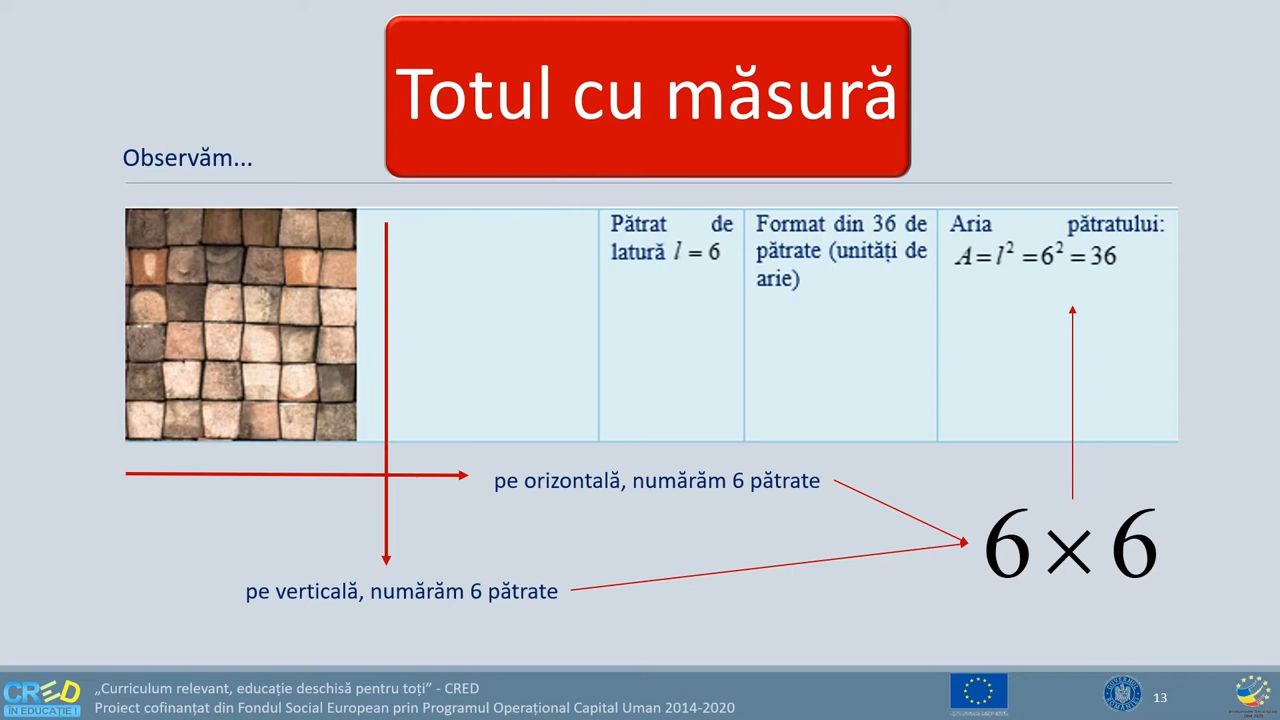 Totul cu măsură
Observăm...
Pătrat de
latură l = 6
Format din 36 de
pătrate (unități de
arie)
Aria pătratului:
A = l² = 6² = 36
pe orizontală, numărăm 6 pătrate
6 × 6
pe verticală, numărăm 6 pătrate
CRED
ÎN EDUCAȚIE !
„Curriculum relevant, educație deschisă pentru toți” - CRED
Proiect cofinanțat din Fondul Social European prin Programul Operațional Capital Uman 2014-2020
13